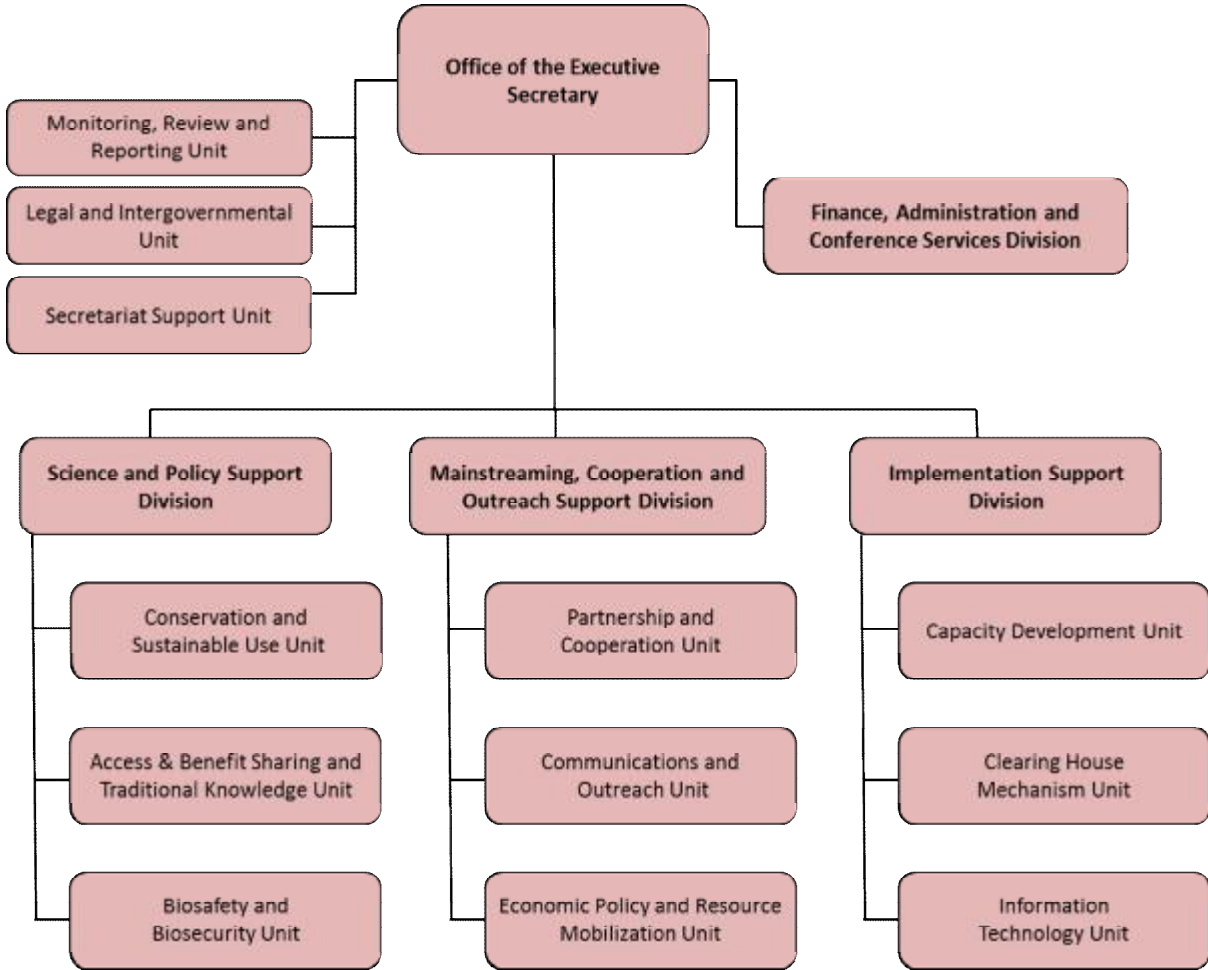 Office of the Executive
Secretary
Monitoring, Review and
Reporting Unit
Legal and Intergovernmental
Unit
Secretariat Support Unit
Finance, Administration and
Conference Services Division
Science and Policy Support
Division
Mainstreaming, Cooperation and
Outreach Support Division
Implementation Support
Division
Conservation and
Sustainable Use Unit
Partnership and
Cooperation Unit
Capacity Development Unit
Access & Benefit Sharing and
Traditional Knowledge Unit
Communications and
Outreach Unit
Clearing House
Mechanism Unit
Biosafety and
Biosecurity Unit
Economic Policy and Resource
Mobilization Unit
Information
Technology Unit